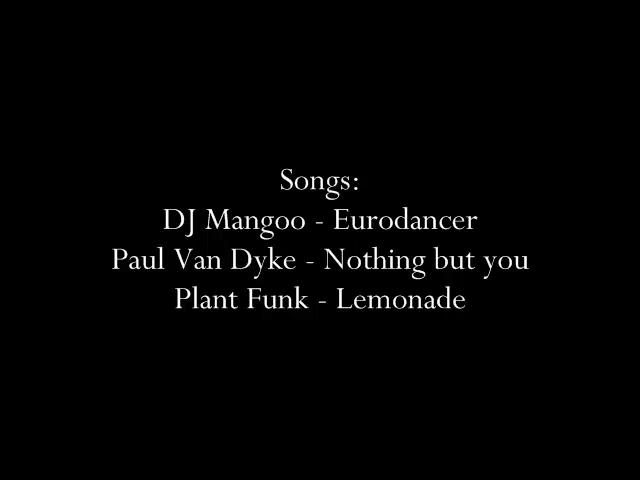 Songs:
DJ Mangoo - Eurodancer
Paul Van Dyke - Nothing but you
Plant Funk - Lemonade